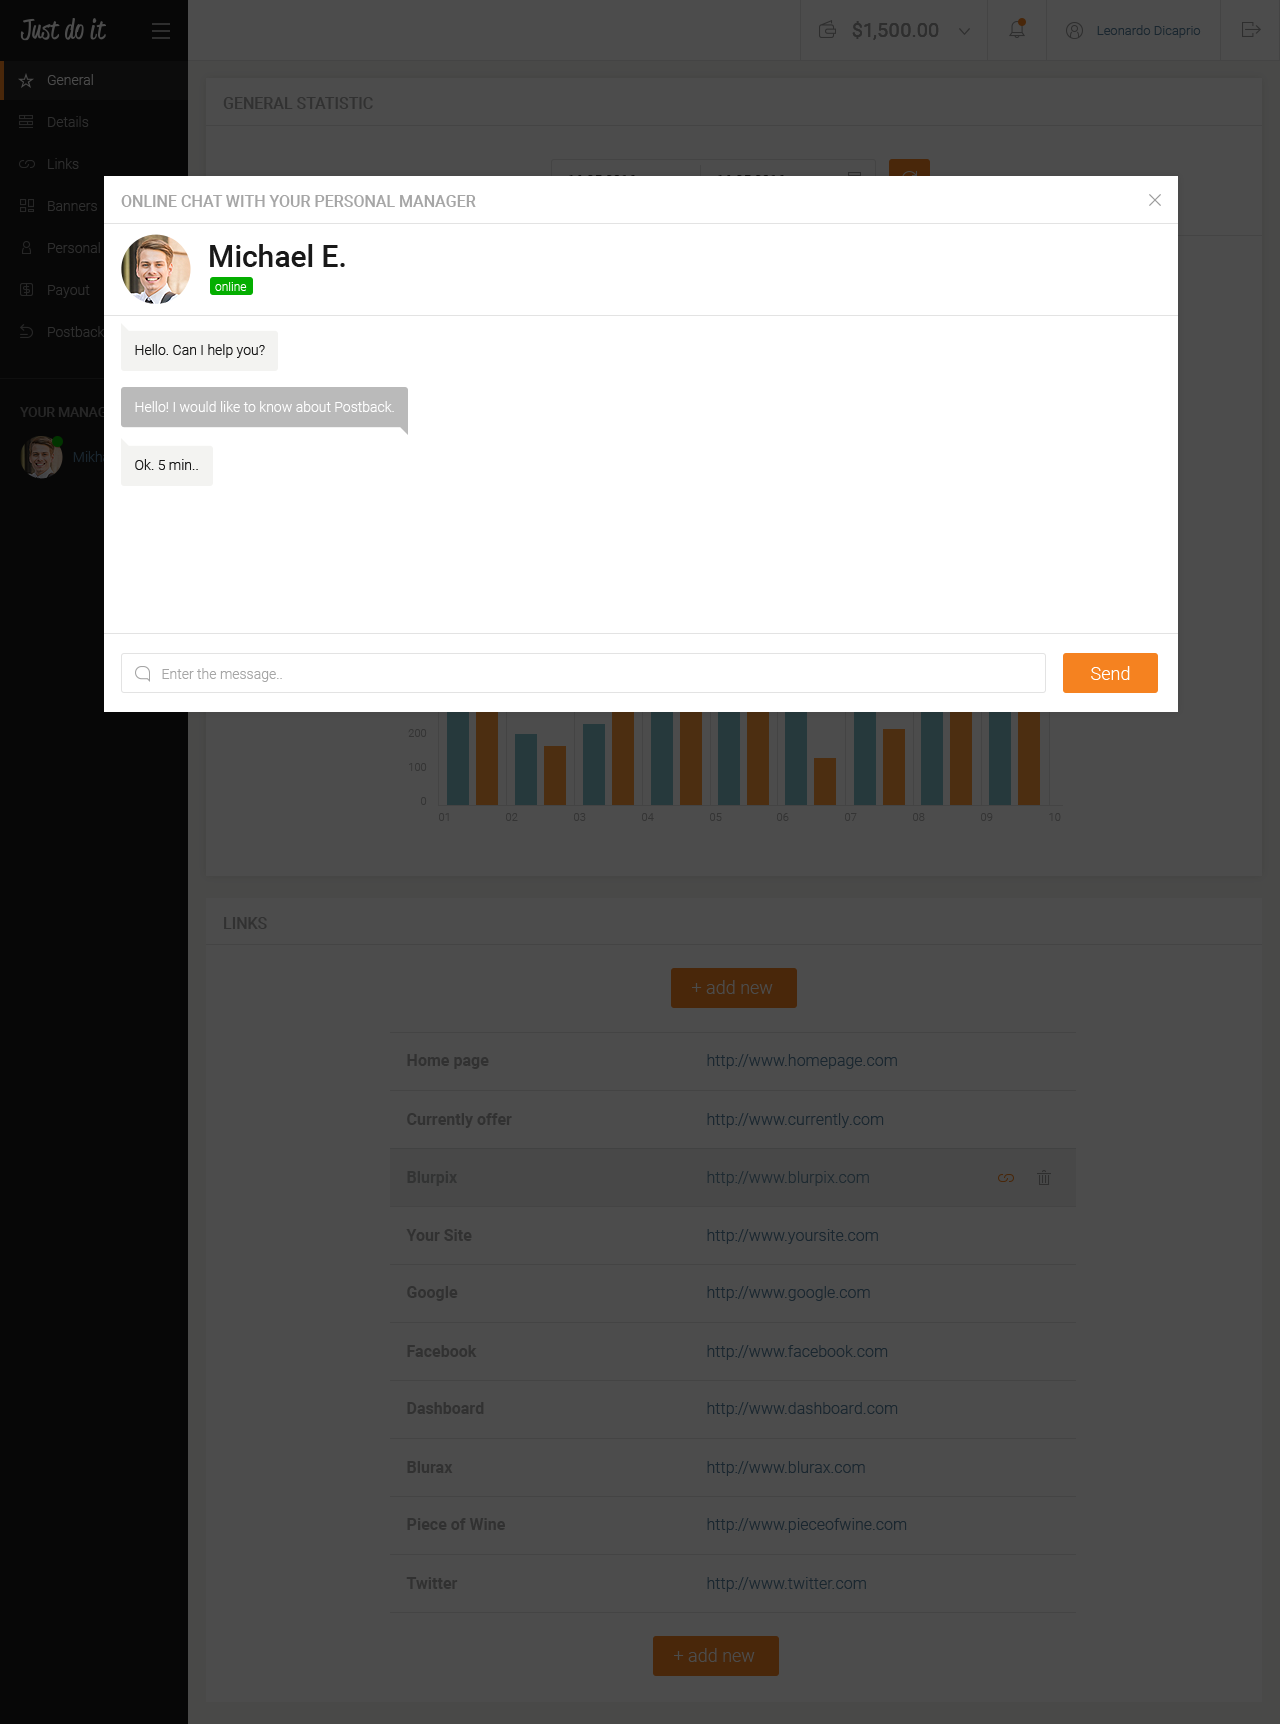 Just do it
$1,500.00
Leonardo Dicaprio
General
Details
Links
Banners
Personal
Payout
Postback
YOUR MANAG
Mikha
GENERAL STATISTIC
ONLINE CHAT WITH YOUR PERSONAL MANAGER
Michael E.
online
Hello. Can I help you?
Hello! I would like to know about Postback.
Ok. 5 min..
Enter the message..
Send
200
100
0
01 02 03 04 05 06 07 08 09 10
LINKS
+ add new
Home page http://www.homepage.com
Currently offer http://www.currently.com
Blurpix http://www.blurpix.com
Your Site http://www.yoursite.com
Google http://www.google.com
Facebook http://www.facebook.com
Dashboard http://www.dashboard.com
Blurax http://www.blurax.com
Piece of Wine http://www.pieceofwine.com
Twitter http://www.twitter.com
+ add new